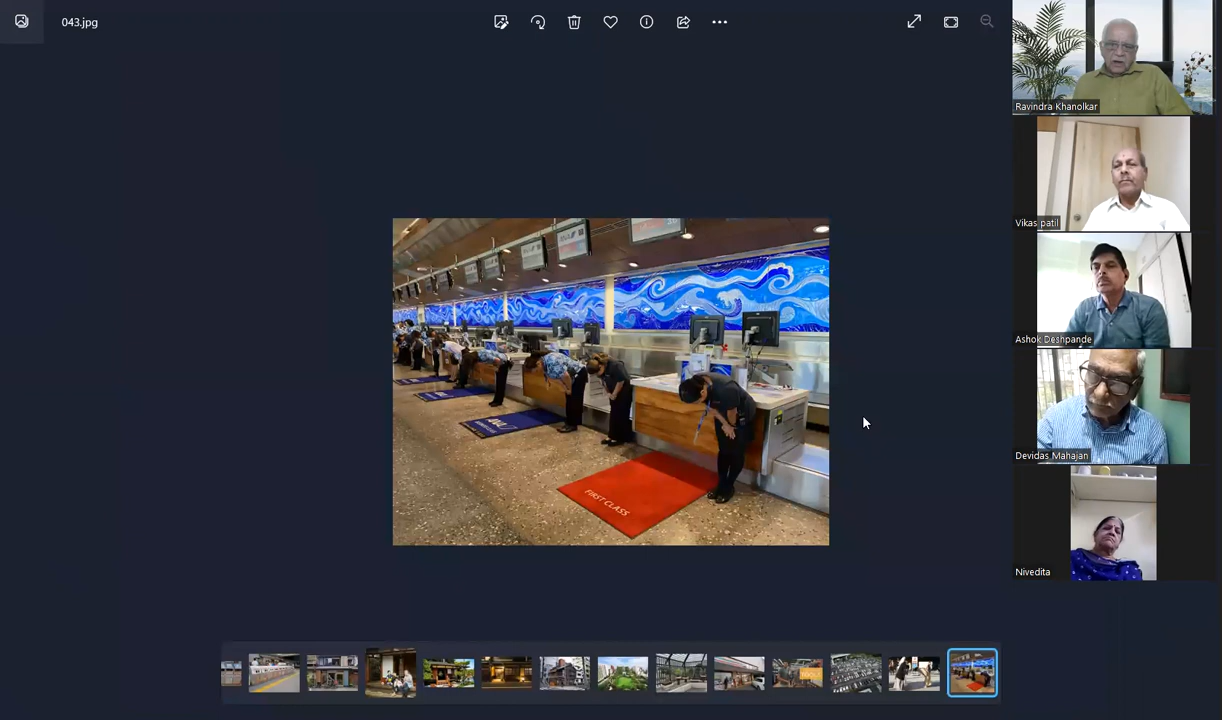 043.jpg
Ravindra Khanolkar
Vikas patil
Ashok Deshpande
Devidas Mahajan
Nivedita
FIRST CLASS